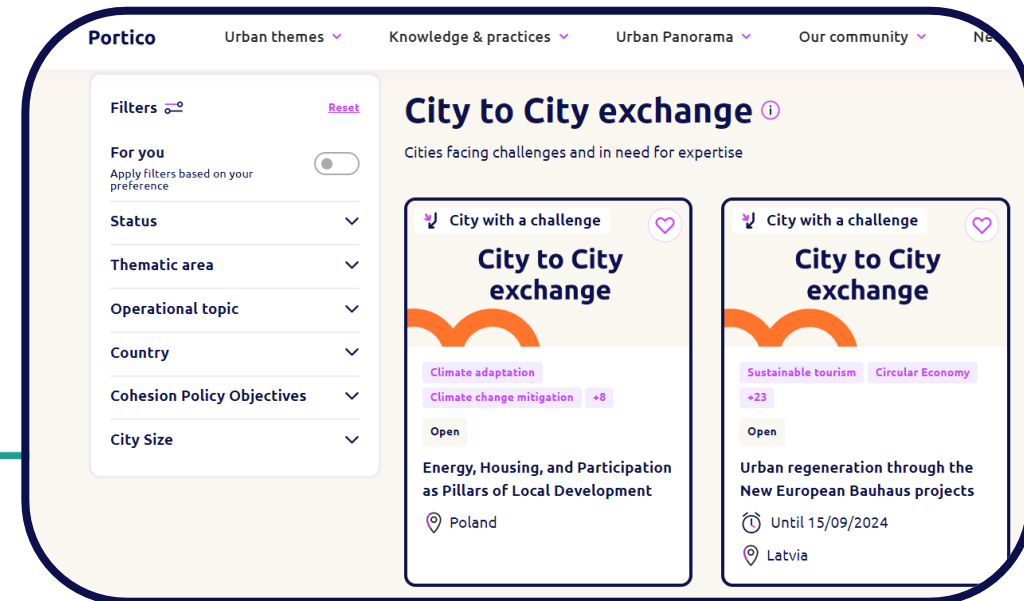 Portico
Urban themes
Knowledge & practices
Urban Panorama
Our community
Filters
Reset
For you
Apply filters based on your
preference
Status
Thematic area
Operational topic
Country
Cohesion Policy Objectives
City Size
City to City exchange
Cities facing challenges and in need for expertise
City with a challenge
City to City
exchange
Climate adaptation
Climate change mitigation +8
Open
Energy, Housing, and Participation
as Pillars of Local Development
Poland
City with a challenge
City to City
exchange
Sustainable tourism Circular Economy
+23
Open
Urban regeneration through the
New European Bauhaus projects
Until 15/09/2024
Latvia